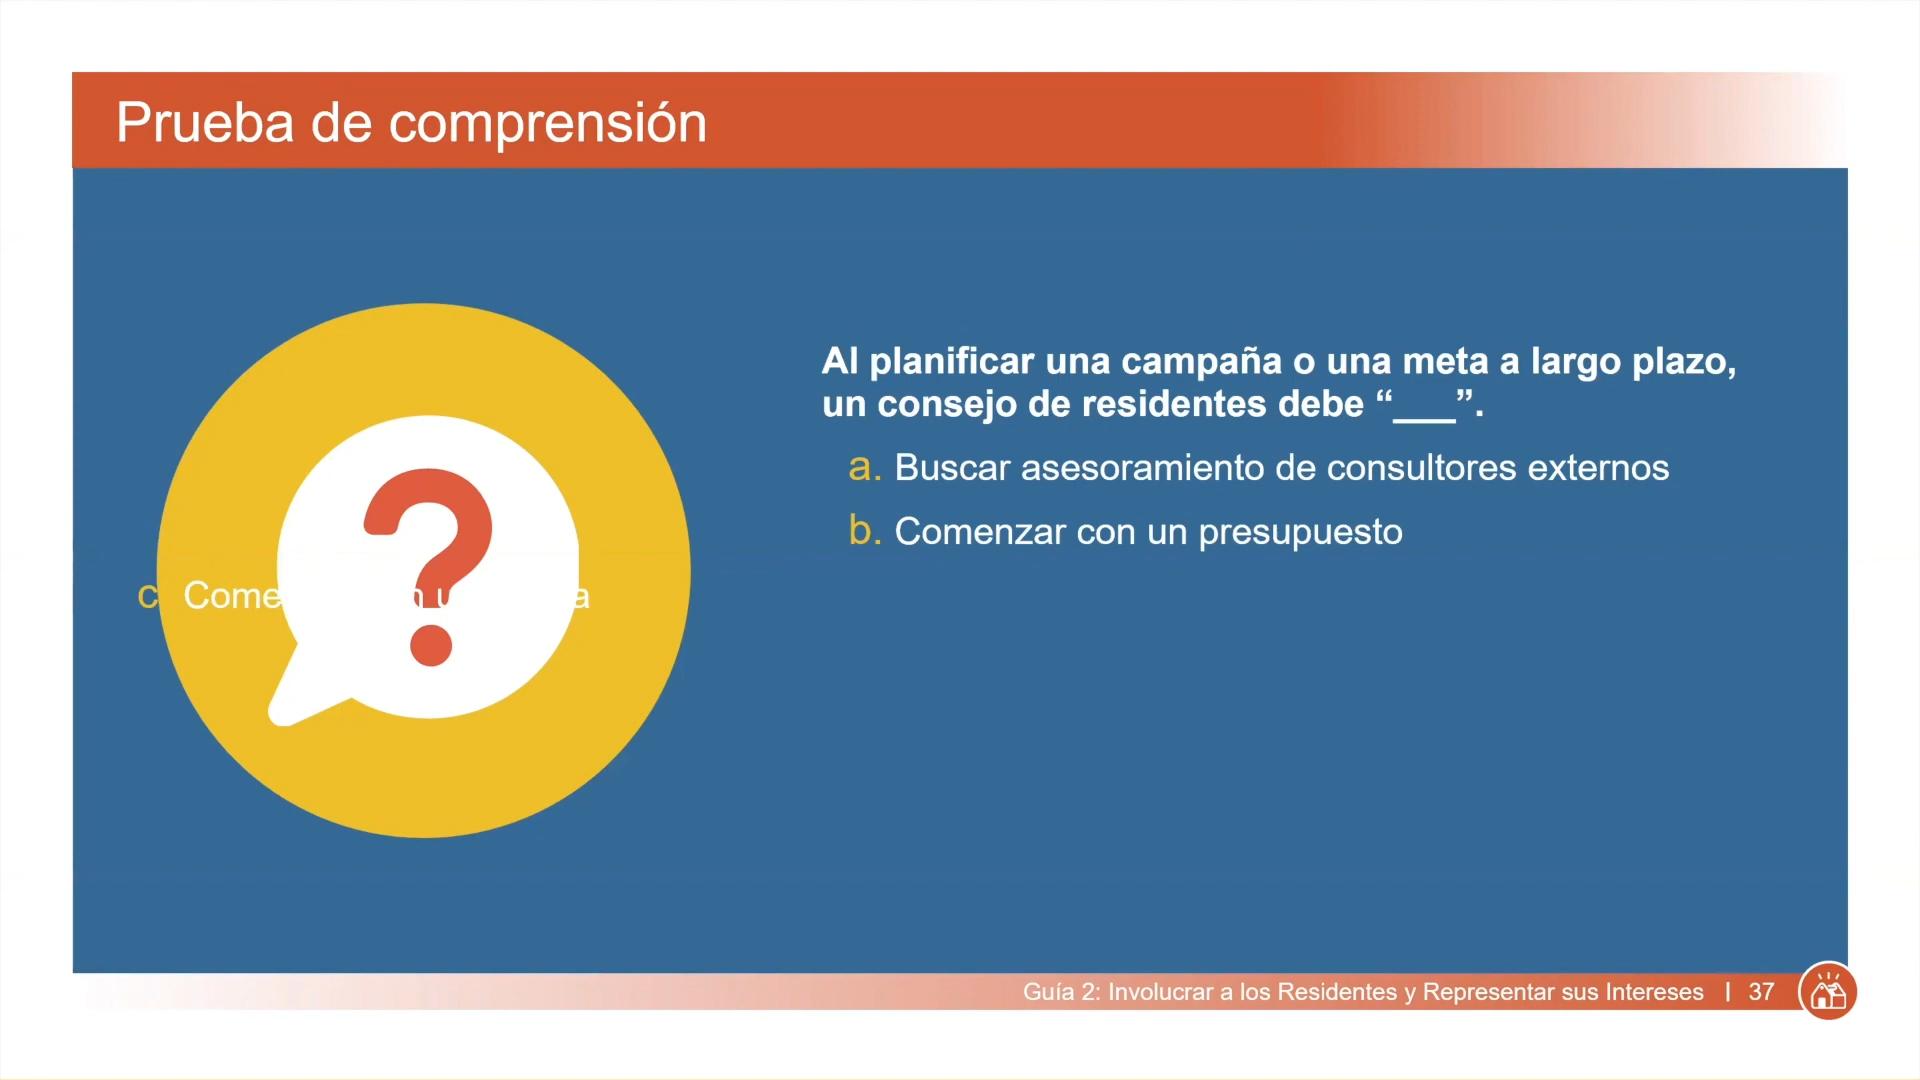 Prueba de comprensión
Al planificar una campaña o una meta a largo plazo,
un consejo de residentes debe “___”.
a. Buscar asesoramiento de consultores externos
b. Comenzar con un presupuesto
c.
Guía 2: Involucrar a los Residentes y Representar sus Intereses | 37